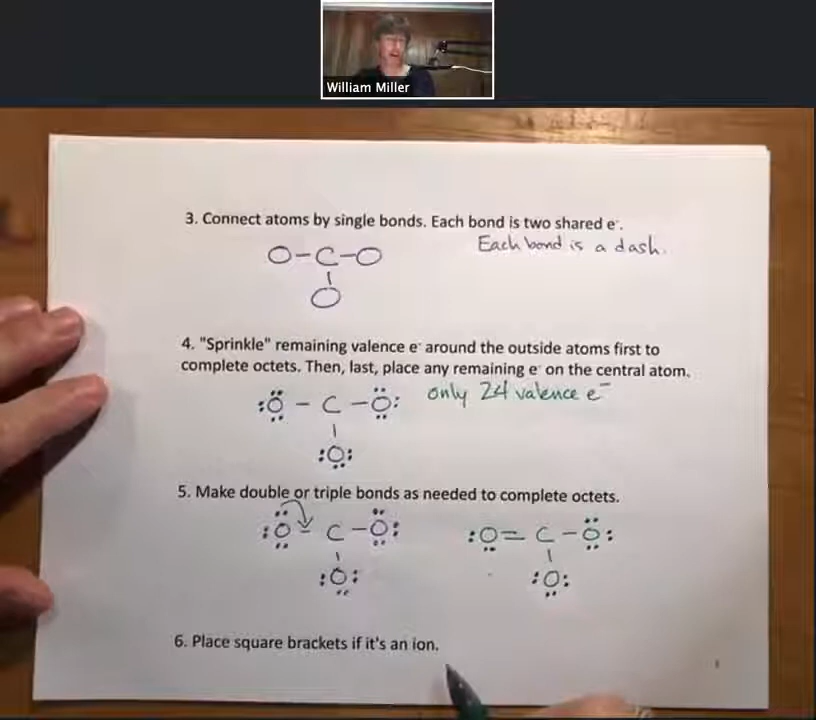 William Miller
3. Connect atoms by single bonds. Each bond is two shared e⁻.
Each bond is a dash.
O-C-O
|
O
4. "Sprinkle" remaining valence e⁻ around the outside atoms first to
complete octets. Then, last, place any remaining e⁻ on the central atom.
only 24 valence e⁻
:Ö - C - Ö:
|
:O:
5. Make double or triple bonds as needed to complete octets.
:Ö - C - Ö: :O = C - Ö:
| |
:O: :O:
6. Place square brackets if it's an ion.